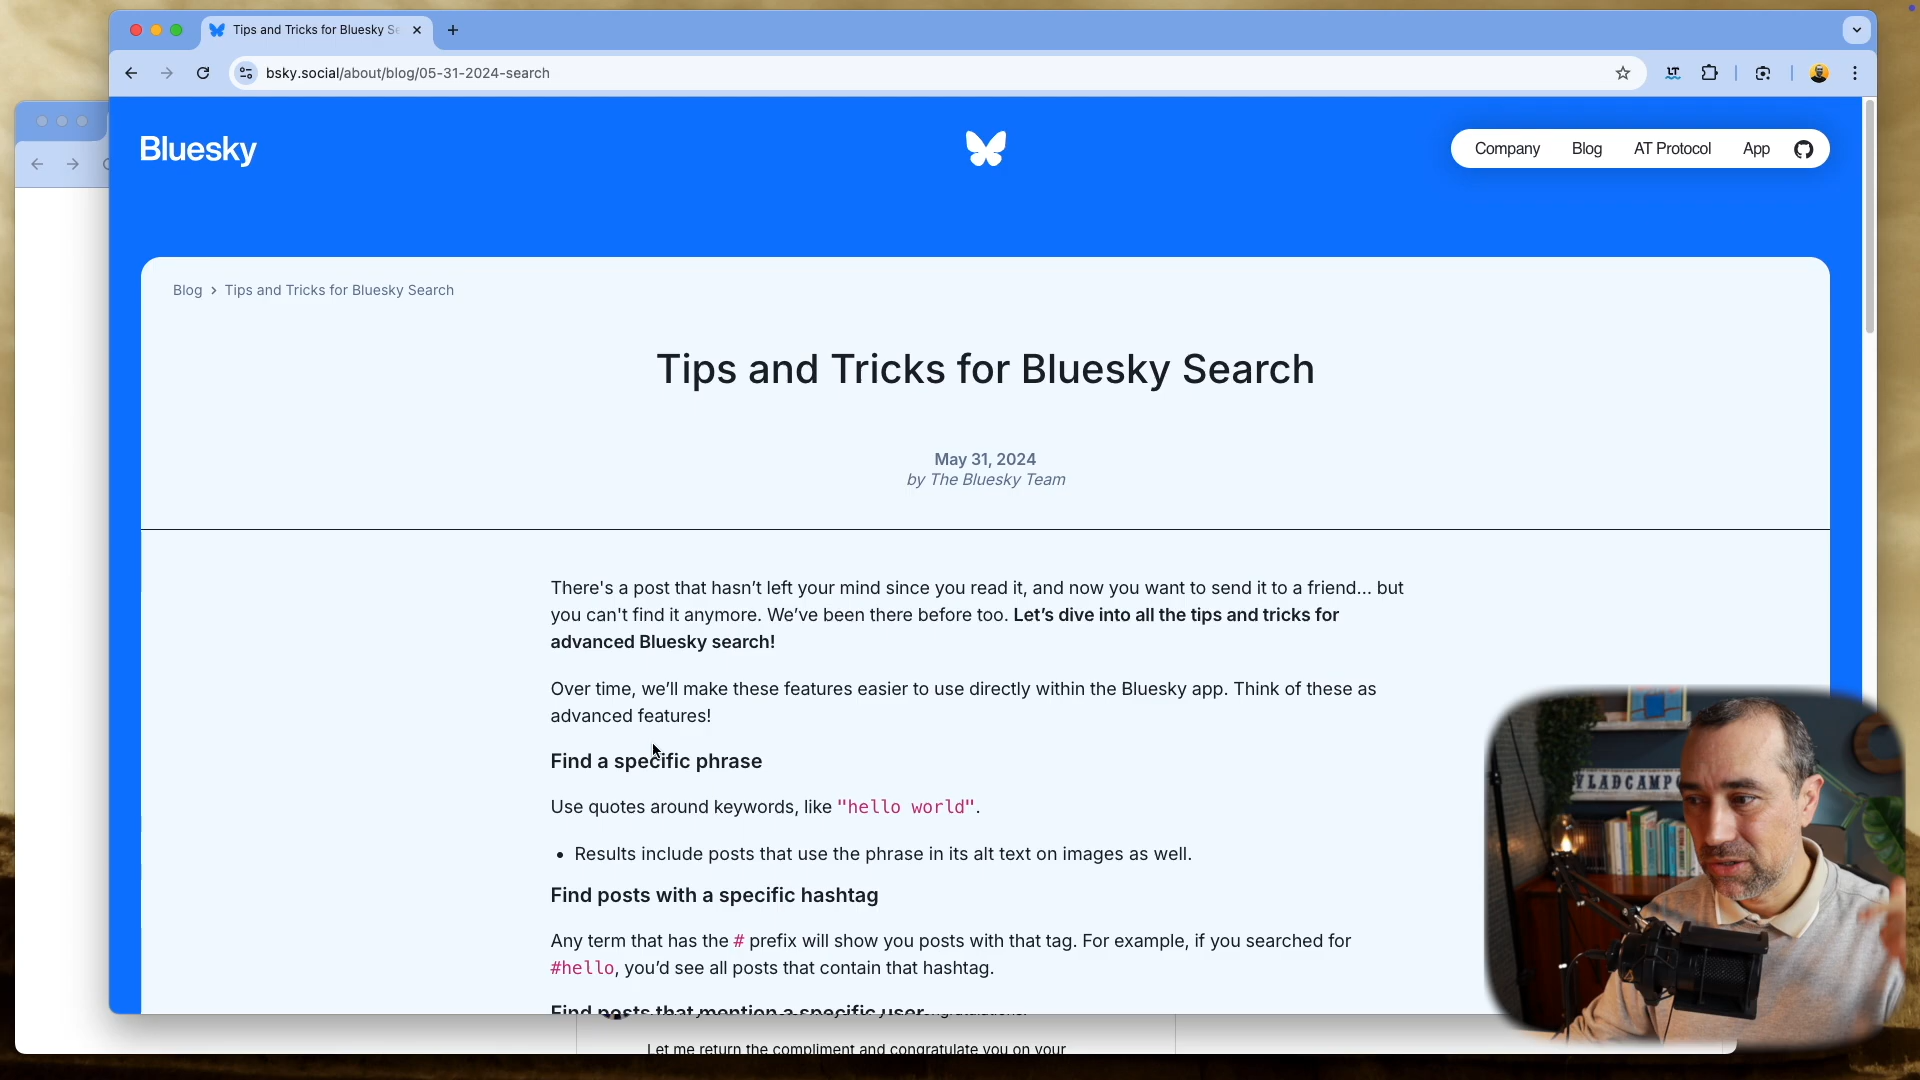 Tips and Tricks for Bluesky S
bsky.social/about/blog/05-31-2024-search
LT
Bluesky
Company Blog AT Protocol App
Blog > Tips and Tricks for Bluesky Search
Tips and Tricks for Bluesky Search
May 31, 2024
by The Bluesky Team
There's a post that hasn’t left your mind since you read it, and now you want to send it to a friend... but
you can't find it anymore. We’ve been there before too. Let’s dive into all the tips and tricks for
advanced Bluesky search!
Over time, we’ll make these features easier to use directly within the Bluesky app. Think of these as
advanced features!
Find a specific phrase
Use quotes around keywords, like "hello world".
• Results include posts that use the phrase in its alt text on images as well.
Find posts with a specific hashtag
Any term that has the # prefix will show you posts with that tag. For example, if you searched for
#hello, you’d see all posts that contain that hashtag.
Find posts that mention a specific user
Let me return the compliment and congratulate you on your
VLADCAMPO